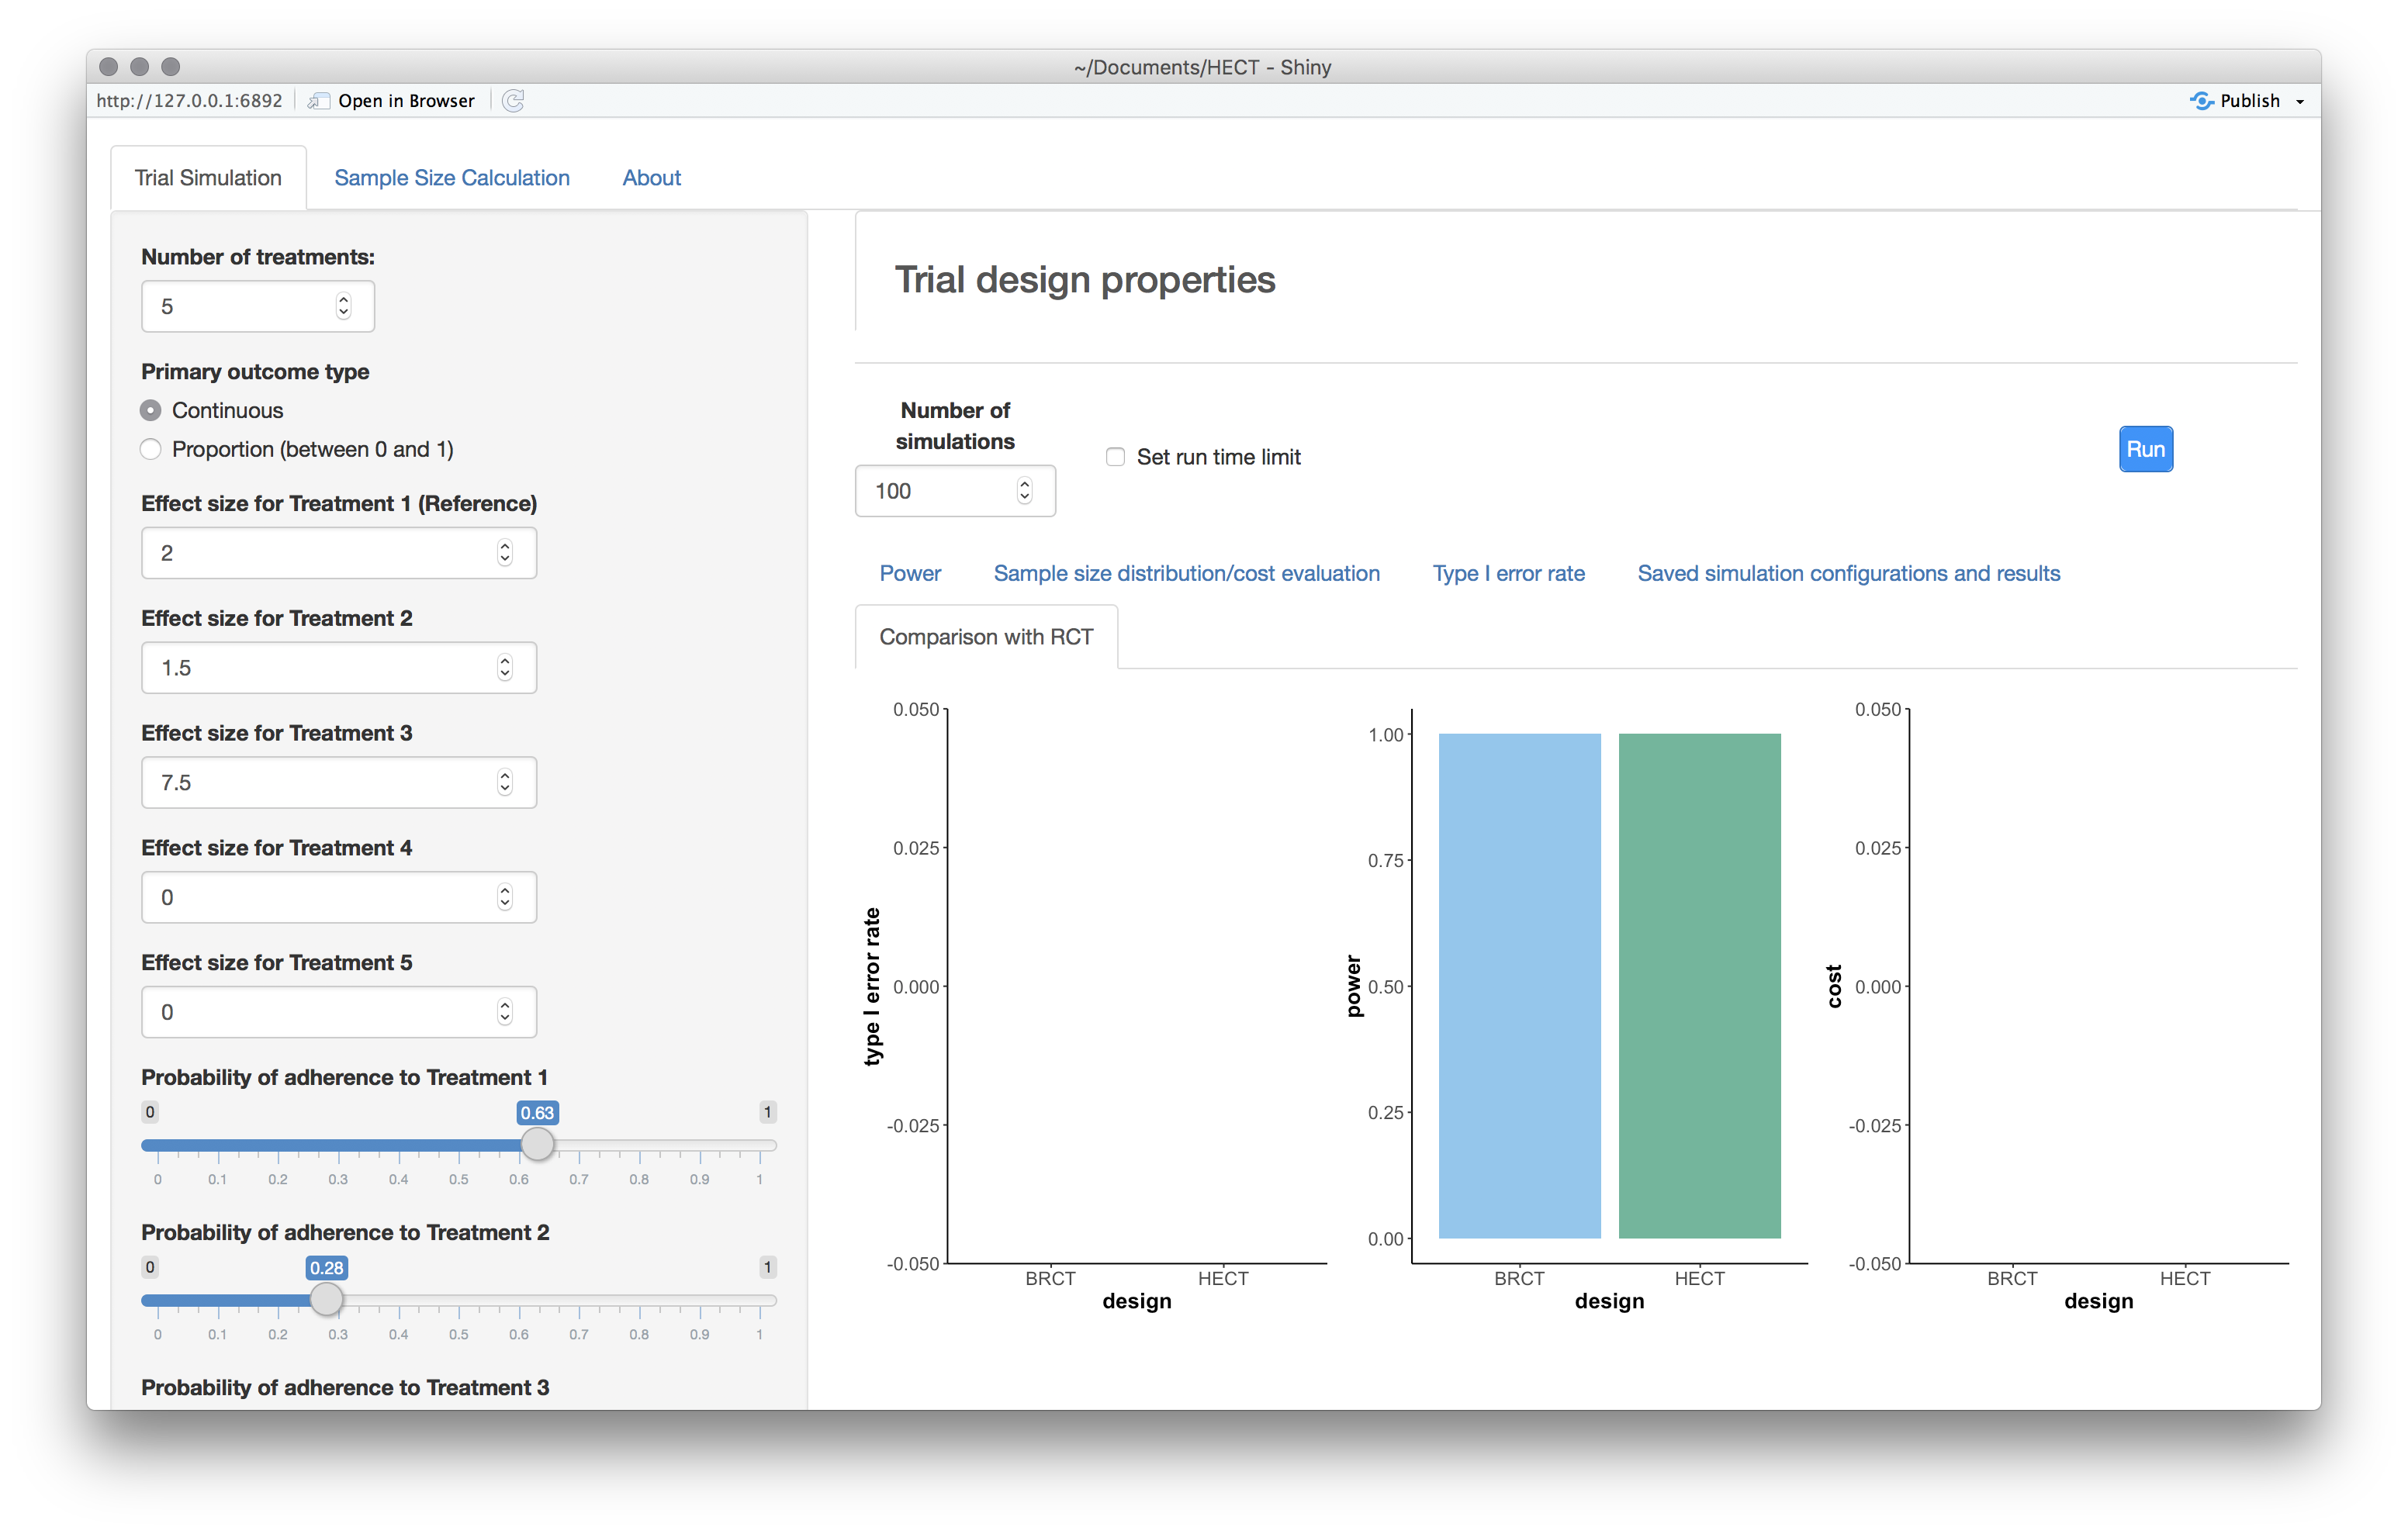 ~/Documents/HECT - Shiny
http://127.0.0.1:6892 Open in Browser Publish
Trial Simulation Sample Size Calculation About
Number of treatments:
5
Primary outcome type
Continuous
Proportion (between 0 and 1)
Effect size for Treatment 1 (Reference)
2
Effect size for Treatment 2
1.5
Effect size for Treatment 3
7.5
Effect size for Treatment 4
0
Effect size for Treatment 5
0
Probability of adherence to Treatment 1
0 0.63 1
0 0.1 0.2 0.3 0.4 0.5 0.6 0.7 0.8 0.9 1
Probability of adherence to Treatment 2
0 0.28 1
0 0.1 0.2 0.3 0.4 0.5 0.6 0.7 0.8 0.9 1
Probability of adherence to Treatment 3
Trial design properties
Number of
simulations
100
Set run time limit
Run
Power Sample size distribution/cost evaluation Type I error rate Saved simulation configurations and results
Comparison with RCT
type I error rate
0.050
0.025
0.000
-0.025
-0.050
BRCT HECT
design
power
1.00
0.75
0.50
0.25
0.00
BRCT HECT
design
cost
0.050
0.025
0.000
-0.025
-0.050
BRCT HECT
design